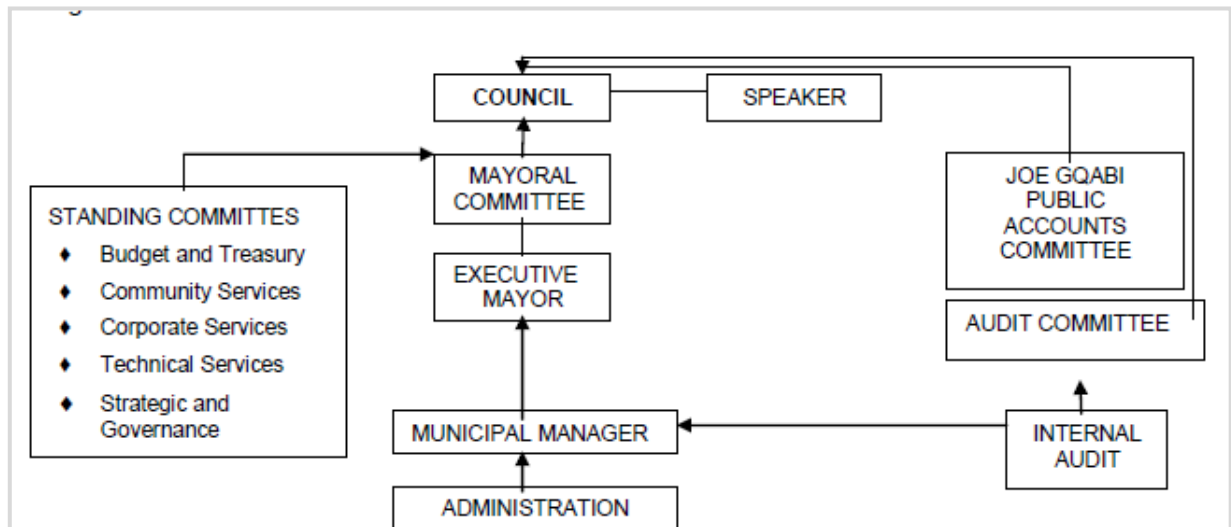 COUNCIL
SPEAKER
MAYORAL
COMMITTEE
JOE GQABI
PUBLIC
ACCOUNTS
COMMITTEE
STANDING COMMITTES
♦ Budget and Treasury
♦ Community Services
♦ Corporate Services
♦ Technical Services
♦ Strategic and
Governance
EXECUTIVE
MAYOR
AUDIT COMMITTEE
MUNICIPAL MANAGER
INTERNAL
AUDIT
ADMINISTRATION